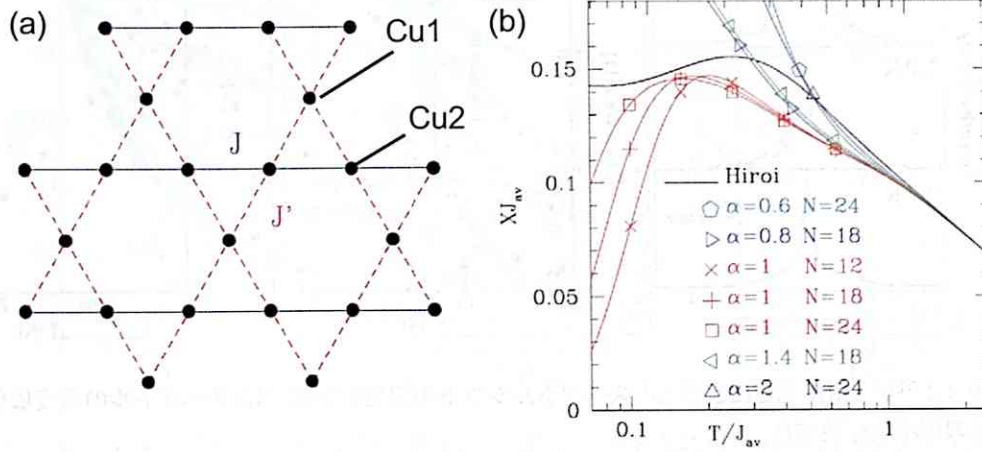 (a)
Cu1
Cu2
J
J'
(b)
0.15
0.1
0.05
0
XJav
Hiroi
α=0.6 N=24
α=0.8 N=18
α=1 N=12
α=1 N=18
α=1 N=24
α=1.4 N=18
α=2 N=24
0.1
T/Jav
1